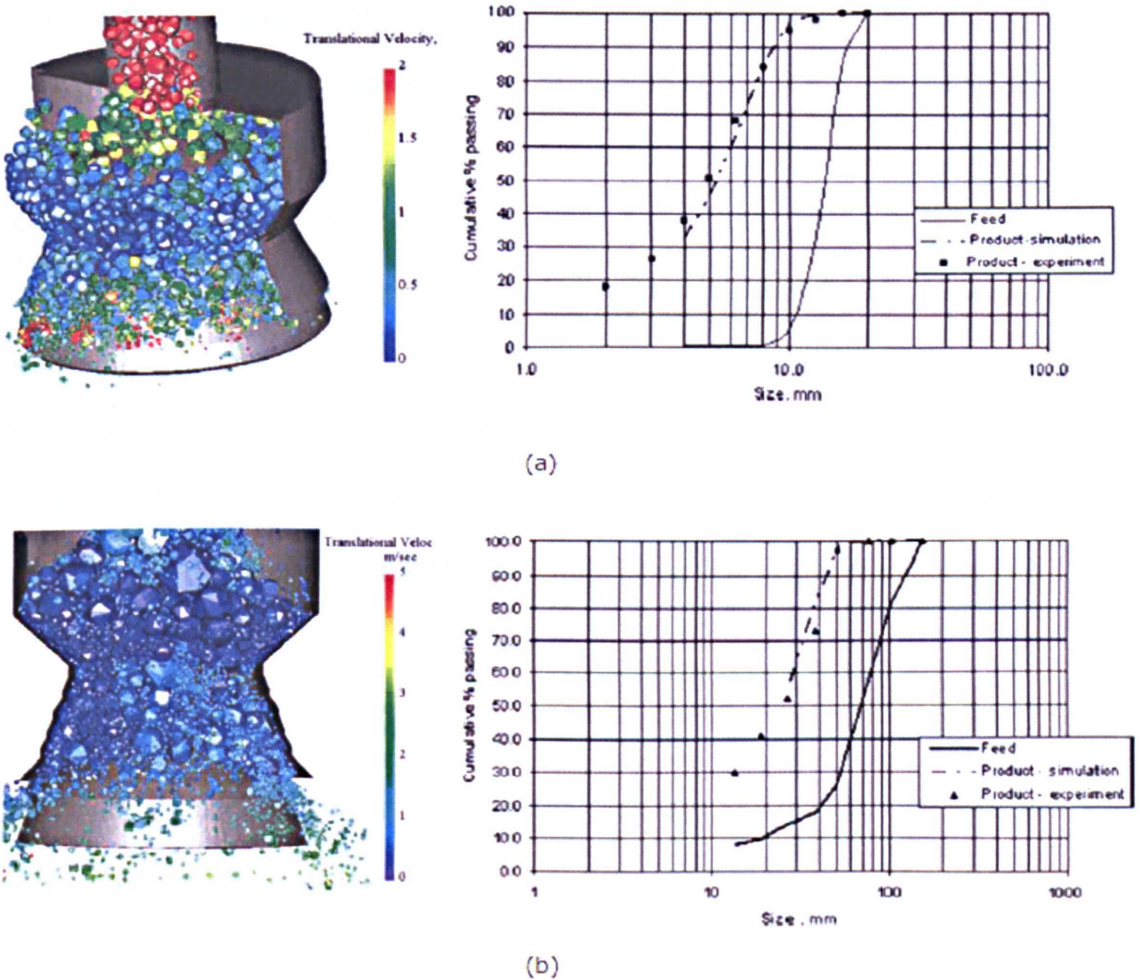 Translational Velocity,
2
1.5
1
0.5
0
Cumulative % passing
100
90
80
70
60
50
40
30
20
10
0
1.0
10.0
100.0
Size, mm
Feed
Product-simulation
Product - experiment
(a)
Translational Veloc
m/sec
5
4
3
2
1
0
Cumulative % passing
100.0
90.0
80.0
70.0
60.0
50.0
40.0
30.0
20.0
10.0
0.0
1
10
100
1000
Size, mm
Feed
Product - simulation
Product - experiment
(b)